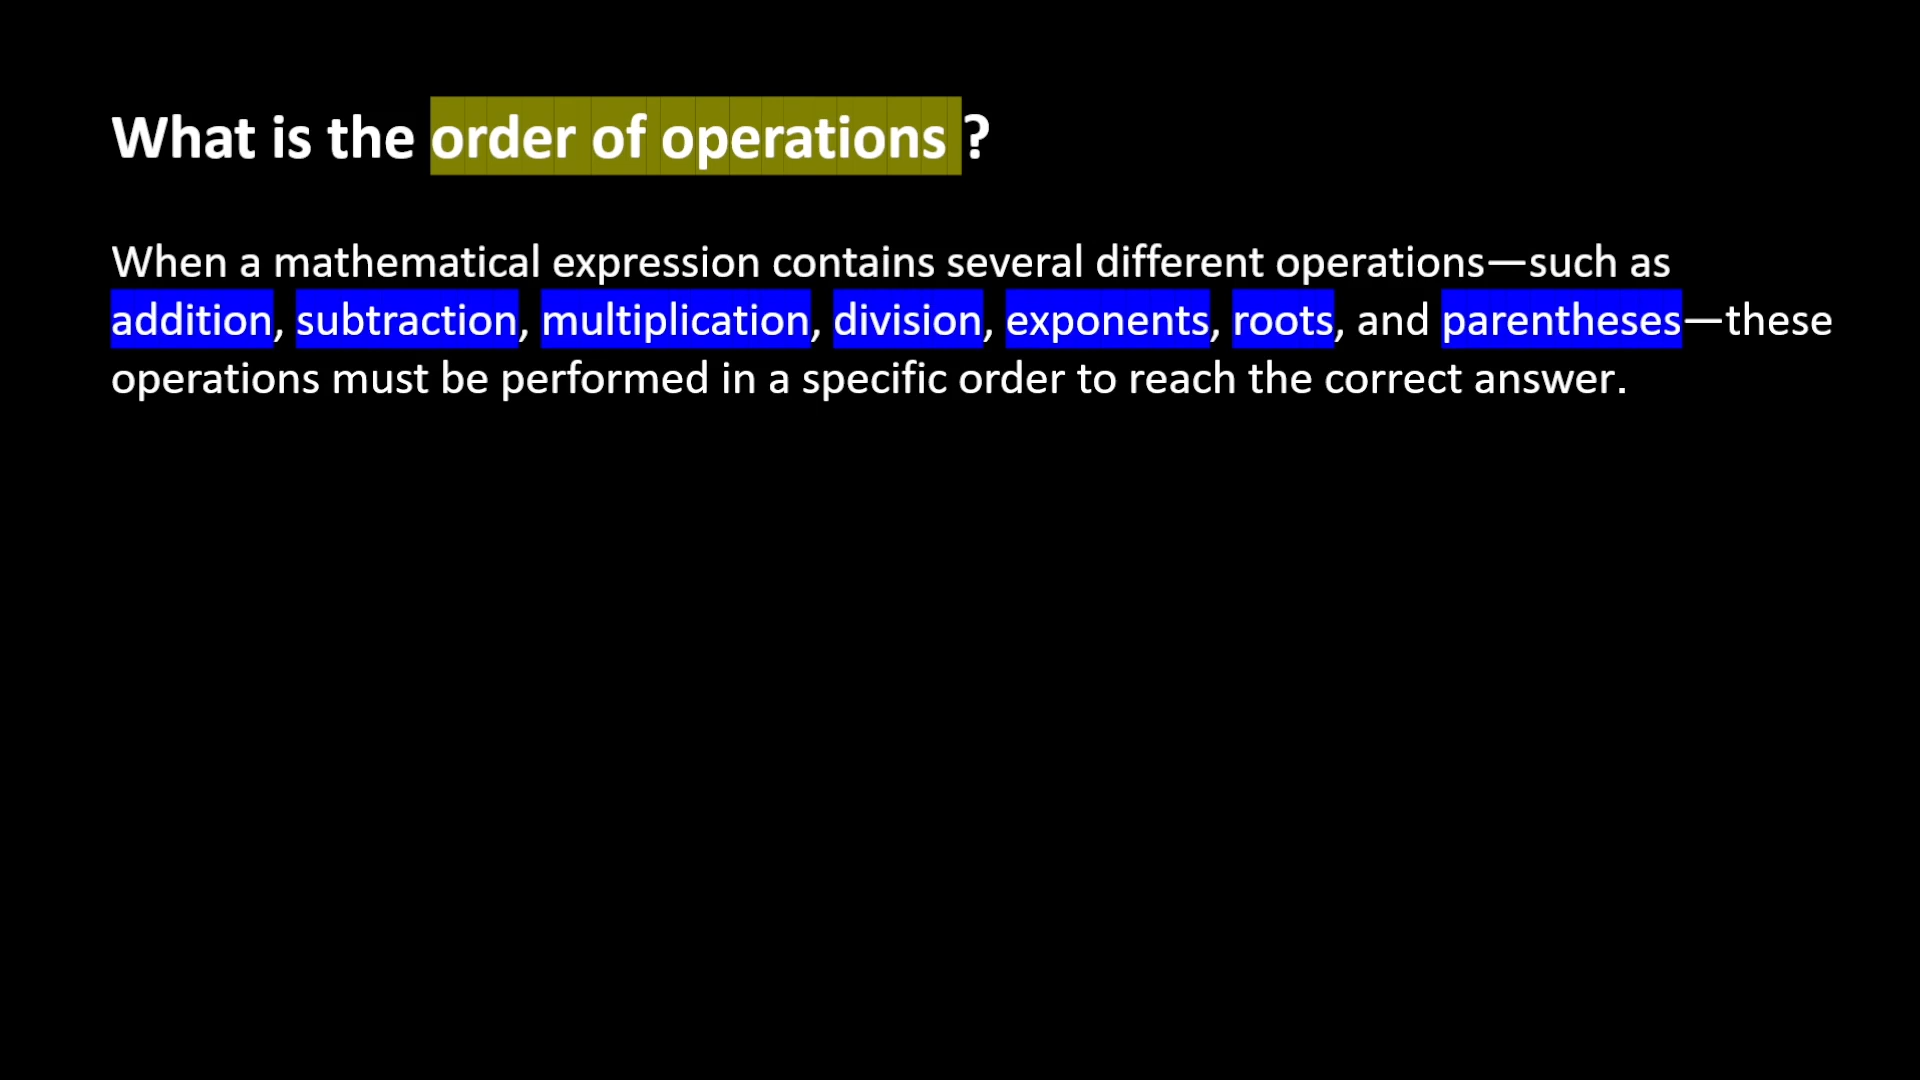 What is the order of operations ?
When a mathematical expression contains several different operations—such as
addition, subtraction, multiplication, division, exponents, roots, and parentheses—these
operations must be performed in a specific order to reach the correct answer.